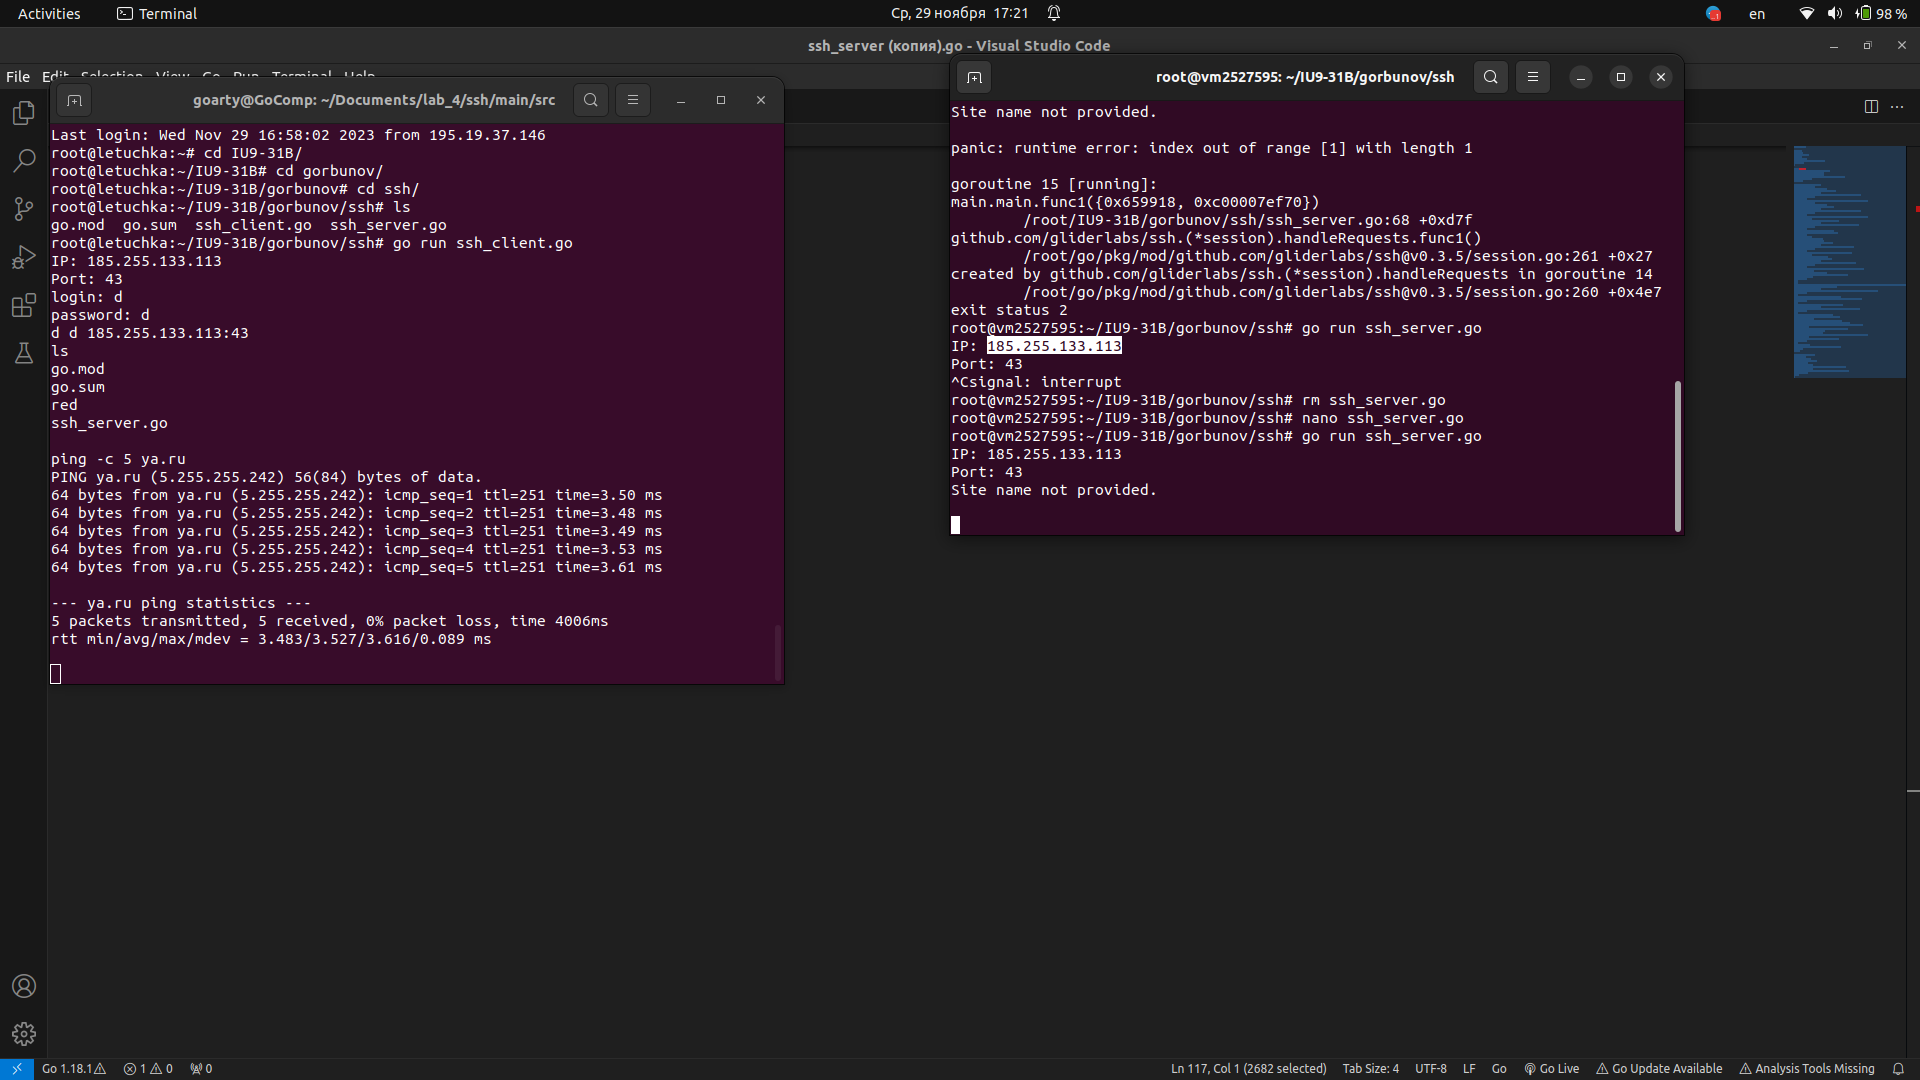 Activities Terminal Ср, 29 ноября 17:21 en 98 %
ssh_server (копия).go - Visual Studio Code
File Edit Selection View Go Run Terminal Help
goarty@GoComp: ~/Documents/lab_4/ssh/main/src
Last login: Wed Nov 29 16:58:02 2023 from 195.19.37.146
root@letuchka:~# cd IU9-31B/
root@letuchka:~/IU9-31B# cd gorbunov/
root@letuchka:~/IU9-31B/gorbunov# cd ssh/
root@letuchka:~/IU9-31B/gorbunov/ssh# ls
go.mod  go.sum  ssh_client.go  ssh_server.go
root@letuchka:~/IU9-31B/gorbunov/ssh# go run ssh_client.go
IP: 185.255.133.113
Port: 43
login: d
password: d
d d 185.255.133.113:43
ls
go.mod
go.sum
red
ssh_server.go
ping -c 5 ya.ru
PING ya.ru (5.255.255.242) 56(84) bytes of data.
64 bytes from ya.ru (5.255.255.242): icmp_seq=1 ttl=251 time=3.50 ms
64 bytes from ya.ru (5.255.255.242): icmp_seq=2 ttl=251 time=3.48 ms
64 bytes from ya.ru (5.255.255.242): icmp_seq=3 ttl=251 time=3.49 ms
64 bytes from ya.ru (5.255.255.242): icmp_seq=4 ttl=251 time=3.53 ms
64 bytes from ya.ru (5.255.255.242): icmp_seq=5 ttl=251 time=3.61 ms
--- ya.ru ping statistics ---
5 packets transmitted, 5 received, 0% packet loss, time 4006ms
rtt min/avg/max/mdev = 3.483/3.527/3.616/0.089 ms
root@vm2527595: ~/IU9-31B/gorbunov/ssh
Site name not provided.
panic: runtime error: index out of range [1] with length 1
goroutine 15 [running]:
main.main.func1({0x659918, 0xc00007ef70})
/root/IU9-31B/gorbunov/ssh/ssh_server.go:68 +0xd7f
github.com/gliderlabs/ssh.(*session).handleRequests.func1()
/root/go/pkg/mod/github.com/gliderlabs/ssh@v0.3.5/session.go:261 +0x27
created by github.com/gliderlabs/ssh.(*session).handleRequests in goroutine 14
/root/go/pkg/mod/github.com/gliderlabs/ssh@v0.3.5/session.go:260 +0x4e7
exit status 2
root@vm2527595:~/IU9-31B/gorbunov/ssh# go run ssh_server.go
IP: 185.255.133.113
Port: 43
^Csignal: interrupt
root@vm2527595:~/IU9-31B/gorbunov/ssh# rm ssh_server.go
root@vm2527595:~/IU9-31B/gorbunov/ssh# nano ssh_server.go
root@vm2527595:~/IU9-31B/gorbunov/ssh# go run ssh_server.go
IP: 185.255.133.113
Port: 43
Site name not provided.
Go 1.18.1 1 0 0 Ln 117, Col 1 (2682 selected) Tab Size: 4 UTF-8 LF Go Go Live Go Update Available Analysis Tools Missing